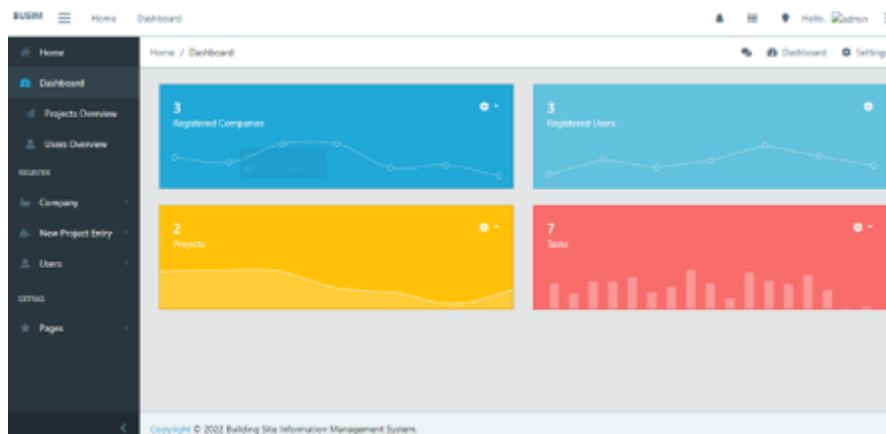 BUSIM Home Dashboard Hello, admin
Home
Home / Dashboard
Dashboard Settings
Dashboard
Projects Overview
Users Overview
REGISTER
Company
New Project Entry
Users
EXTRAS
Pages
3
Registered Companies
3
Registered Users
2
Projects
7
Tasks
Copyright © 2022 Building Site Information Management System.